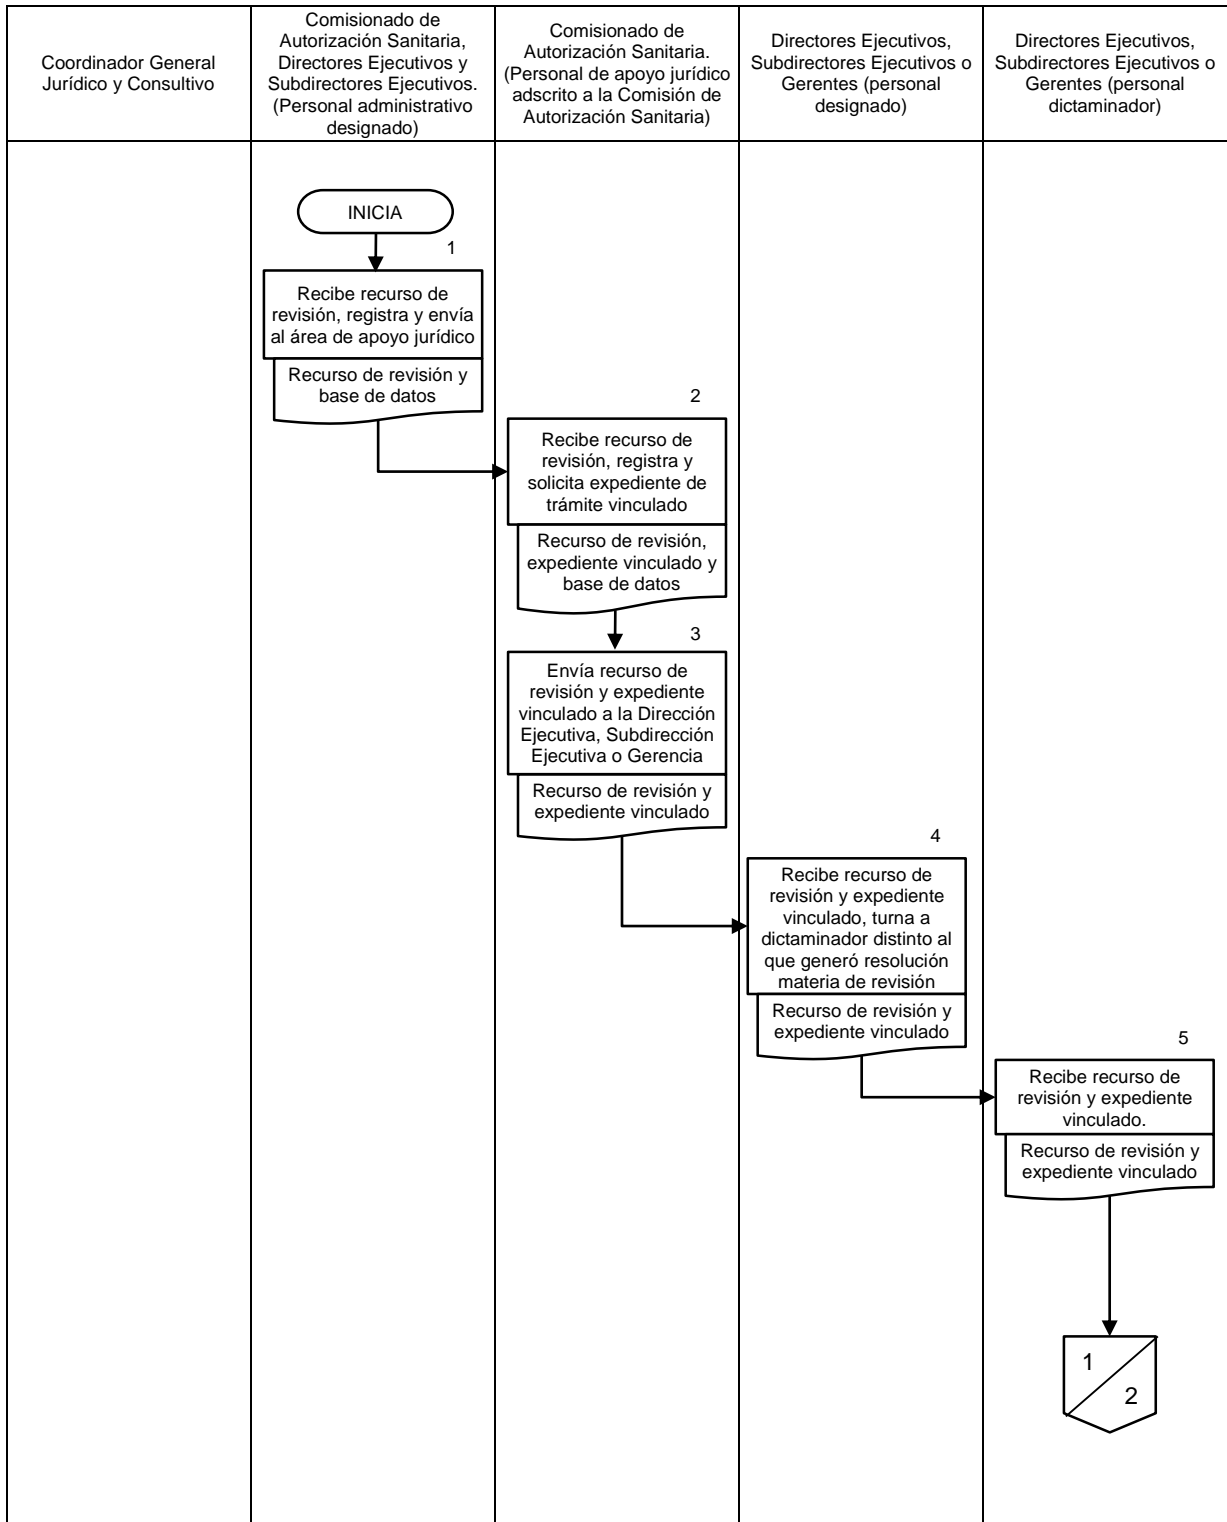 Coordinador General
Jurídico y Consultivo
Comisionado de
Autorización Sanitaria,
Directores Ejecutivos y
Subdirectores Ejecutivos.
(Personal administrativo
designado)
Comisionado de
Autorización Sanitaria.
(Personal de apoyo jurídico
adscrito a la Comisión de
Autorización Sanitaria)
Directores Ejecutivos,
Subdirectores Ejecutivos o
Gerentes (personal
designado)
Directores Ejecutivos,
Subdirectores Ejecutivos o
Gerentes (personal
dictaminador)
INICIA
1
Recibe recurso de
revisión, registra y envía
al área de apoyo jurídico
Recurso de revisión y
base de datos
2
Recibe recurso de
revisión, registra y
solicita expediente de
trámite vinculado
Recurso de revisión,
expediente vinculado y
base de datos
3
Envía recurso de
revisión y expediente
vinculado a la Dirección
Ejecutiva, Subdirección
Ejecutiva o Gerencia
Recurso de revisión y
expediente vinculado
4
Recibe recurso de
revisión y expediente
vinculado, turna a
dictaminador distinto al
que generó resolución
materia de revisión
Recurso de revisión y
expediente vinculado
5
Recibe recurso de
revisión y expediente
vinculado.
Recurso de revisión y
expediente vinculado
1
2